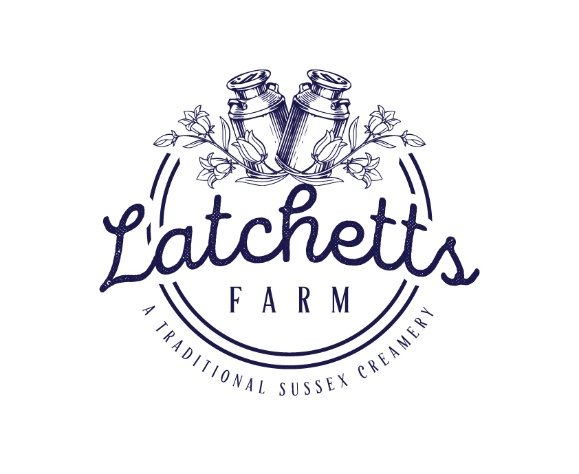 Latchetts
FARM
A TRADITIONAL SUSSEX CREAMERY